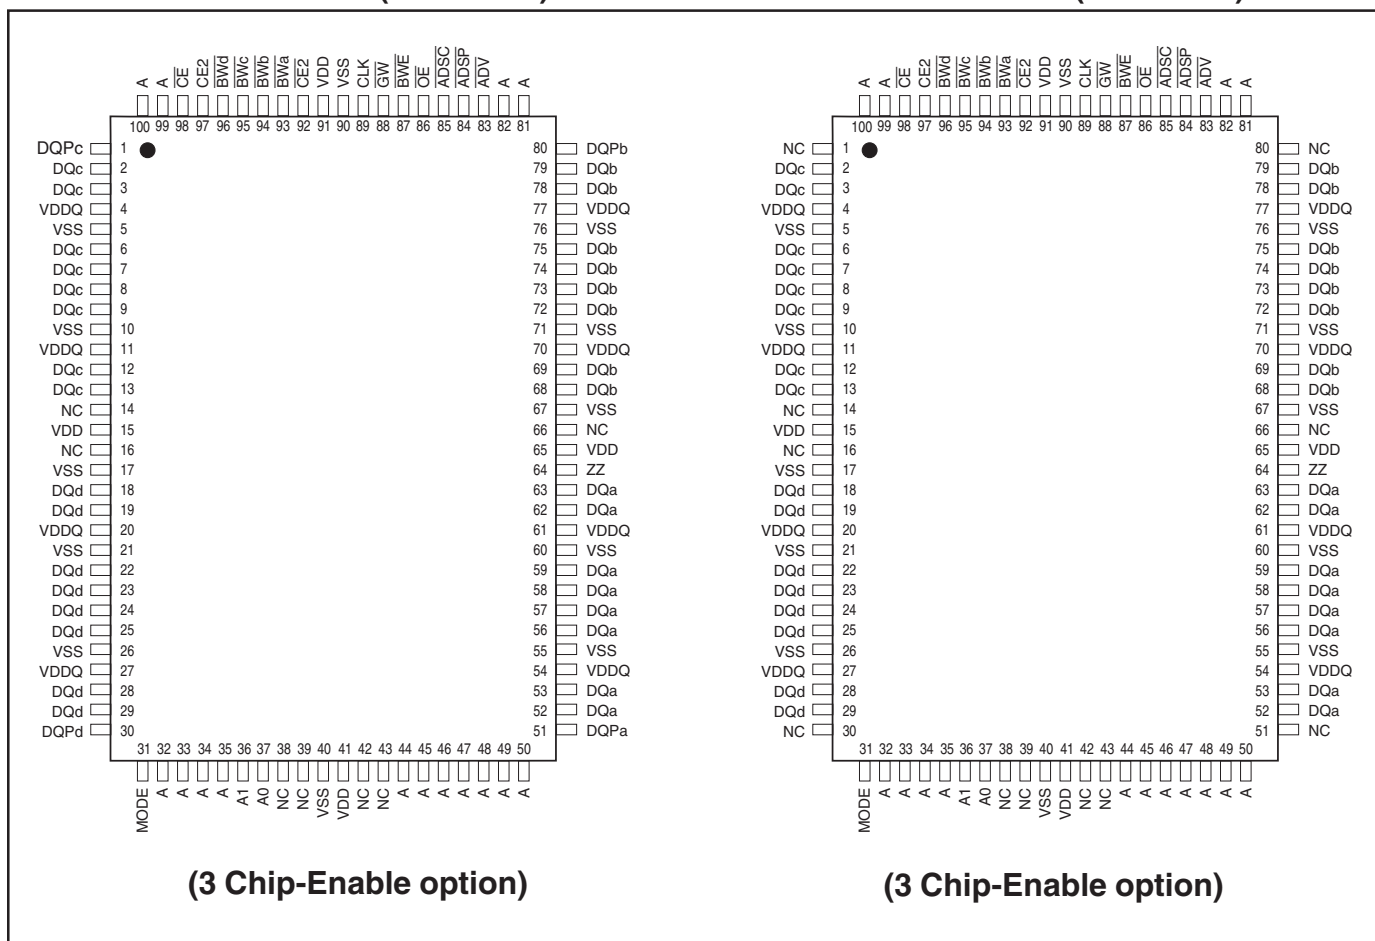 A A CE CE2 BWd BWc BWb BWa CE2 VDD VSS CLK GW BWE OE ADSC ADSP ADV A A
100 99 98 97 96 95 94 93 92 91 90 89 88 87 86 85 84 83 82 81
DQPc 1 80 DQPb
DQc 2 79 DQb
DQc 3 78 DQb
VDDQ 4 77 VDDQ
VSS 5 76 VSS
DQc 6 75 DQb
DQc 7 74 DQb
DQc 8 73 DQb
DQc 9 72 DQb
VSS 10 71 VSS
VDDQ 11 70 VDDQ
DQc 12 69 DQb
DQc 13 68 DQb
NC 14 67 VSS
VDD 15 66 NC
NC 16 65 VDD
VSS 17 64 ZZ
DQd 18 63 DQa
DQd 19 62 DQa
VDDQ 20 61 VDDQ
VSS 21 60 VSS
DQd 22 59 DQa
DQd 23 58 DQa
DQd 24 57 DQa
DQd 25 56 DQa
VSS 26 55 VSS
VDDQ 27 54 VDDQ
DQd 28 53 DQa
DQd 29 52 DQa
DQPd 30 51 DQPa
31 32 33 34 35 36 37 38 39 40 41 42 43 44 45 46 47 48 49 50
MODE A A A A A1 A0 NC NC VSS VDD NC NC A A A A A A A
(3 Chip-Enable option)
A A CE CE2 BWd BWc BWb BWa CE2 VDD VSS CLK GW BWE OE ADSC ADSP ADV A A
100 99 98 97 96 95 94 93 92 91 90 89 88 87 86 85 84 83 82 81
NC 1 80 NC
DQc 2 79 DQb
DQc 3 78 DQb
VDDQ 4 77 VDDQ
VSS 5 76 VSS
DQc 6 75 DQb
DQc 7 74 DQb
DQc 8 73 DQb
DQc 9 72 DQb
VSS 10 71 VSS
VDDQ 11 70 VDDQ
DQc 12 69 DQb
DQc 13 68 DQb
NC 14 67 VSS
VDD 15 66 NC
NC 16 65 VDD
VSS 17 64 ZZ
DQd 18 63 DQa
DQd 19 62 DQa
VDDQ 20 61 VDDQ
VSS 21 60 VSS
DQd 22 59 DQa
DQd 23 58 DQa
DQd 24 57 DQa
DQd 25 56 DQa
VSS 26 55 VSS
VDDQ 27 54 VDDQ
DQd 28 53 DQa
DQd 29 52 DQa
NC 30 51 NC
31 32 33 34 35 36 37 38 39 40 41 42 43 44 45 46 47 48 49 50
MODE A A A A A1 A0 NC NC VSS VDD NC NC A A A A A A A
(3 Chip-Enable option)